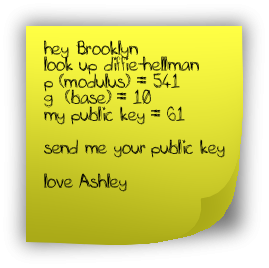 hey Brooklyn
look up diffie-hellman
p (modulus) = 541
g (base) = 10
my public key = 61
send me your public key
love Ashley